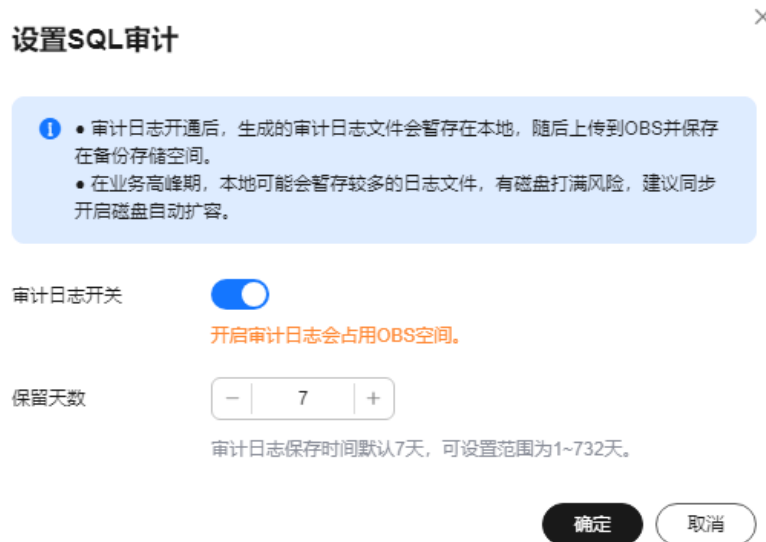 设置SQL审计
● 审计日志开通后，生成的审计日志文件会暂存在本地，随后上传到OBS并保存
在备份存储空间。
● 在业务高峰期，本地可能会暂存较多的日志文件，有磁盘打满风险，建议同步
开启磁盘自动扩容。
审计日志开关
开启审计日志会占用OBS空间。
保留天数
− 7 +
审计日志保存时间默认7天，可设置范围为1~732天。
确定 取消